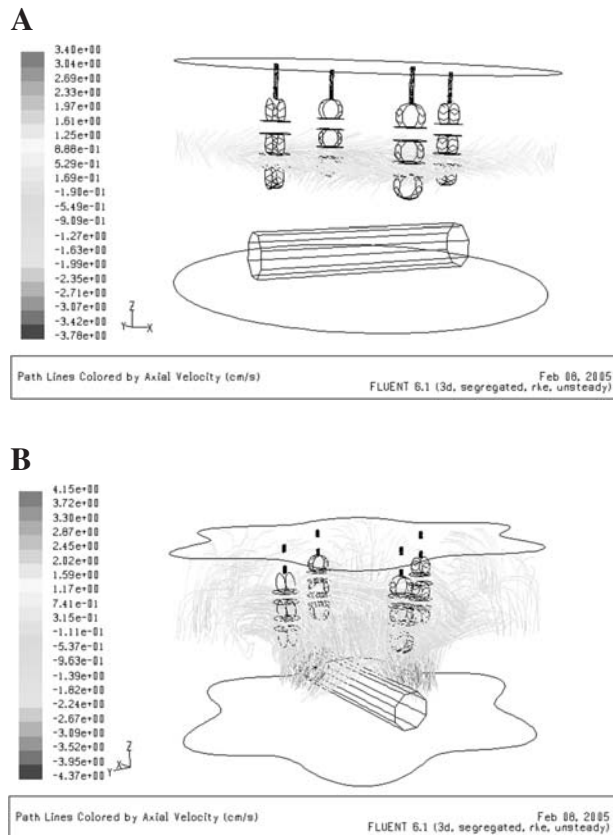 A
3.40e+00
3.04e+00
2.69e+00
2.33e+00
1.97e+00
1.61e+00
1.25e+00
8.88e-01
5.29e-01
1.69e-01
-1.90e-01
-5.49e-01
-9.09e-01
-1.27e+00
-1.63e+00
-1.99e+00
-2.35e+00
-2.71e+00
-3.07e+00
-3.42e+00
-3.78e+00
Z
Y X
Path Lines Colored by Axial Velocity (cm/s)
Feb 08, 2005
FLUENT 6.1 (3d, segregated, rke, unsteady)
B
4.15e+00
3.72e+00
3.30e+00
2.87e+00
2.45e+00
2.02e+00
1.59e+00
1.17e+00
7.41e-01
3.15e-01
-1.11e-01
-5.37e-01
-9.63e-01
-1.39e+00
-1.82e+00
-2.24e+00
-2.67e+00
-3.09e+00
-3.52e+00
-3.95e+00
-4.37e+00
Z
Y X
Path Lines Colored by Axial Velocity (cm/s)
Feb 08, 2005
FLUENT 6.1 (3d, segregated, rke, unsteady)